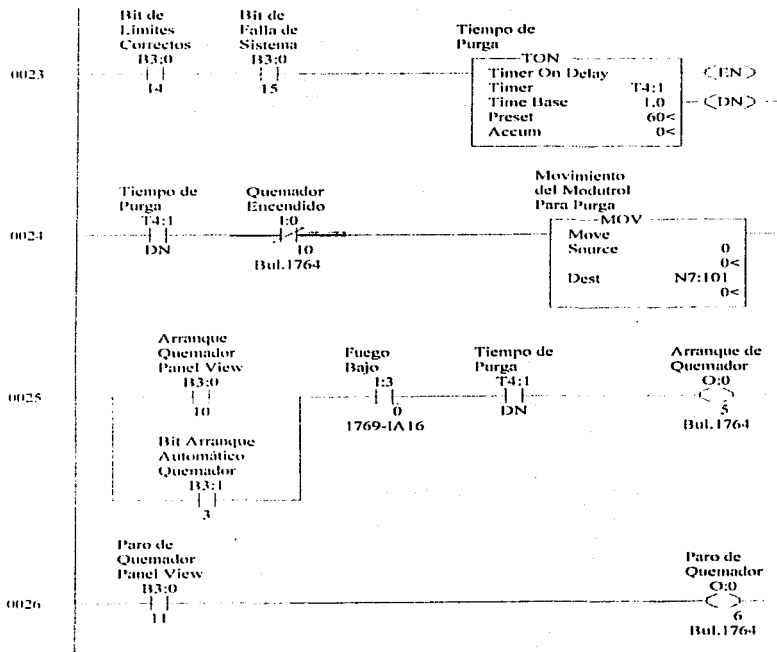 Bit de
Límites
Correctos
B3:0
14
Bit de
Falla de
Sistema
B3:0
15
Tiempo de
Purga
TON
Timer On Delay
Timer T4:1
Time Base 1.0
Preset 60<
Accum 0<
EN
DN
0023
Tiempo de
Purga
T4:1
DN
Quemador
Encendido
I:0
10
Bul.1764
Movimiento
del Modutrol
Para Purga
MOV
Move
Source 0
0<
Dest N7:101
0<
0024
Arranque
Quemador
Panel View
B3:0
10
Fuego
Bajo
I:3
0
1769-IA16
Tiempo de
Purga
T4:1
DN
Arranque de
Quemador
O:0
5
Bul.1764
0025
Bit Arranque
Automático
Quemador
B3:1
3
Paro de
Quemador
Panel View
B3:0
11
Paro de
Quemador
O:0
6
Bul.1764
0026